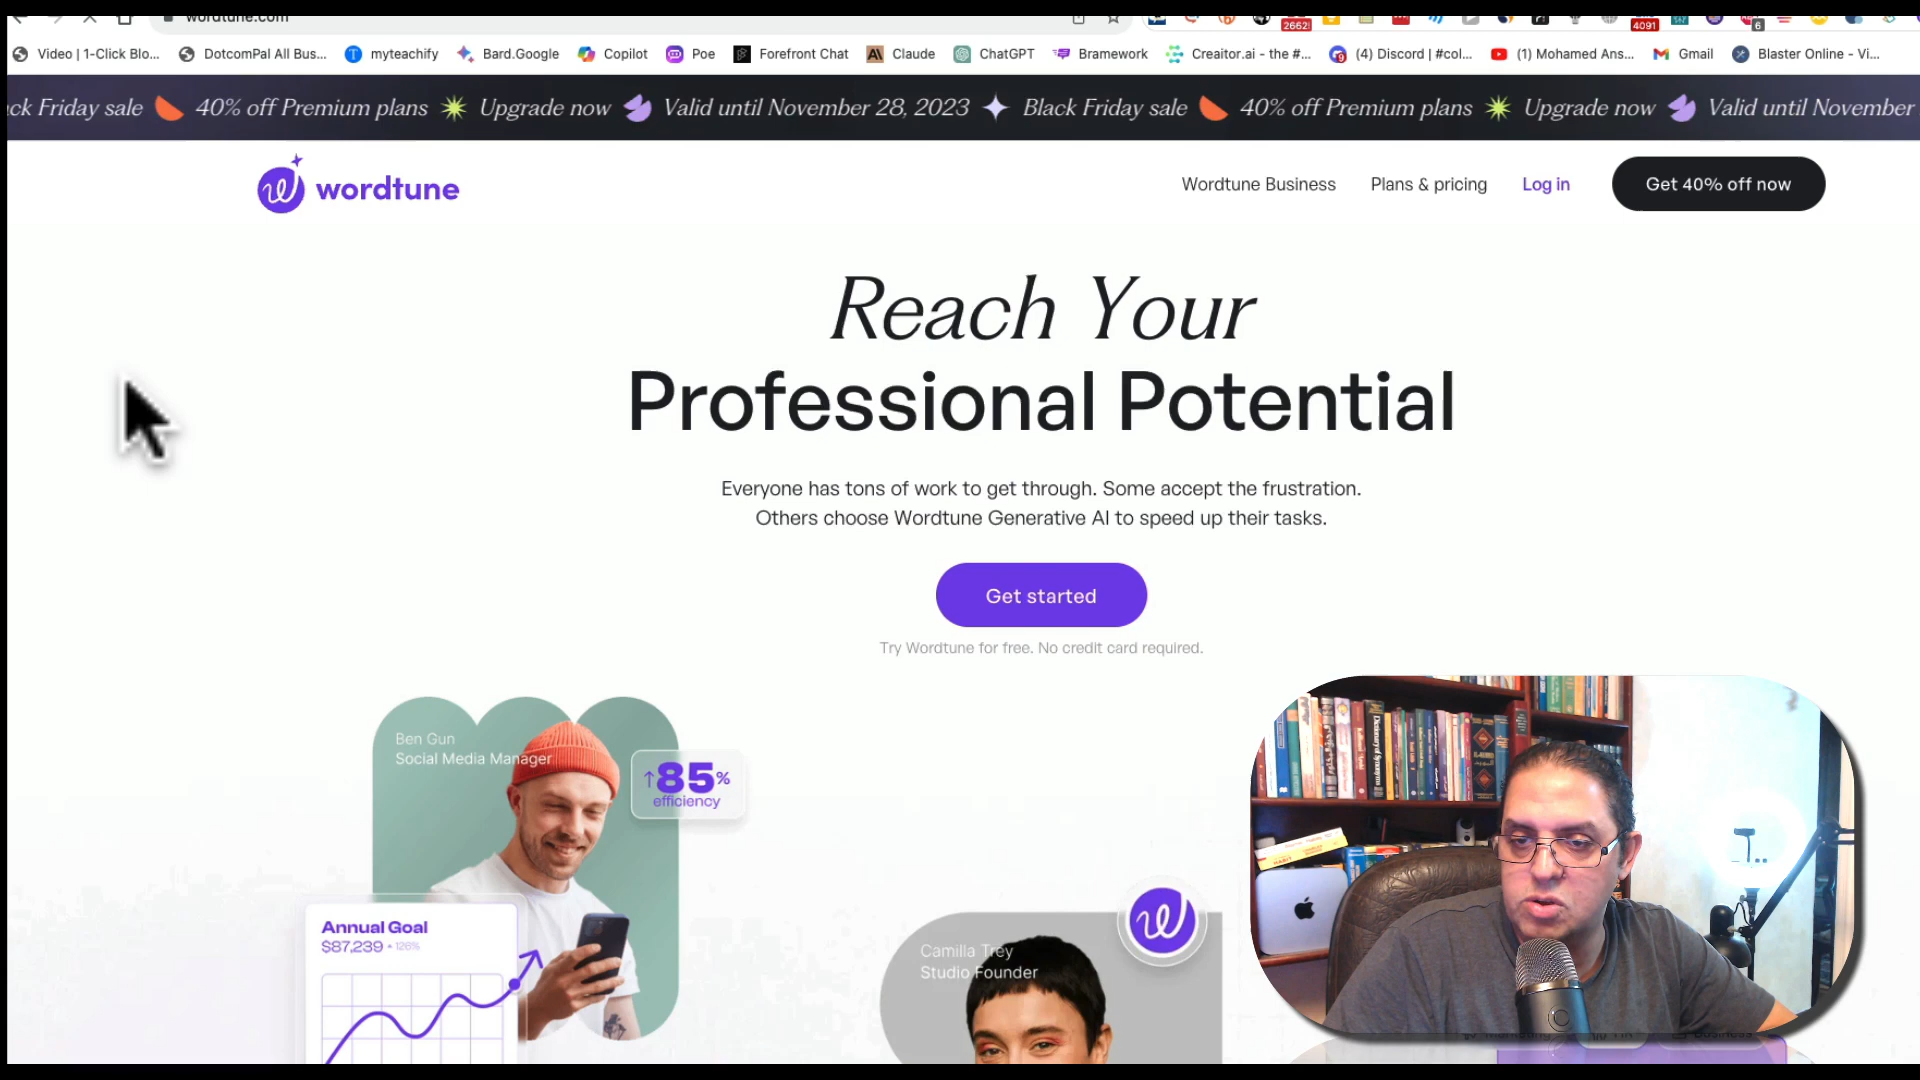 wordtune.com
2662
4091
6
Video | 1-Click Blo...
DotcomPal All Bus...
myteachify
Bard.Google
Copilot
Poe
Forefront Chat
Claude
ChatGPT
Bramework
Creaitor.ai - the #...
(4) Discord | #col...
(1) Mohamed Ans...
Gmail
Blaster Online - Vi...
ck Friday sale 40% off Premium plans Upgrade now Valid until November 28, 2023 Black Friday sale 40% off Premium plans Upgrade now Valid until November
wordtune
Wordtune Business
Plans & pricing
Log in
Get 40% off now
Reach Your
Professional Potential
Everyone has tons of work to get through. Some accept the frustration.
Others choose Wordtune Generative AI to speed up their tasks.
Get started
Try Wordtune for free. No credit card required.
Ben Gun
Social Media Manager
↑85%
efficiency
Annual Goal
$87,239 • 126%
Camilla Trey
Studio Founder